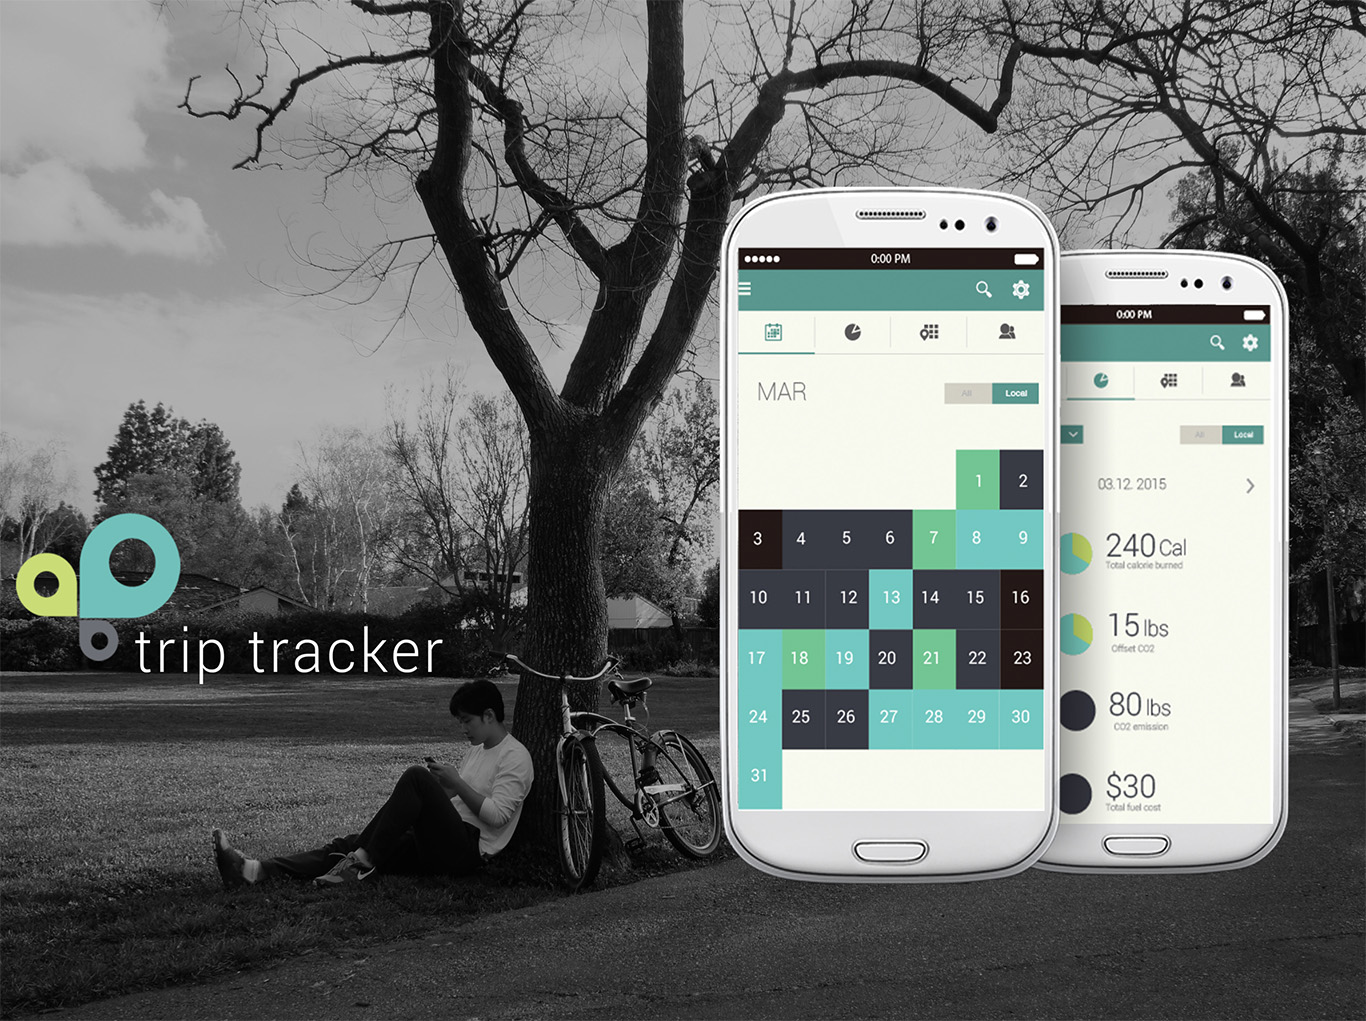 trip tracker
0:00 PM
MAR
All
Local
1 2
3 4 5 6 7 8 9
10 11 12 13 14 15 16
17 18 19 20 21 22 23
24 25 26 27 28 29 30
31
0:00 PM
All
Local
03.12. 2015
240 Cal
Total calorie burned
15 lbs
Offset CO2
80 lbs
CO2 emission
$30
Total fuel cost